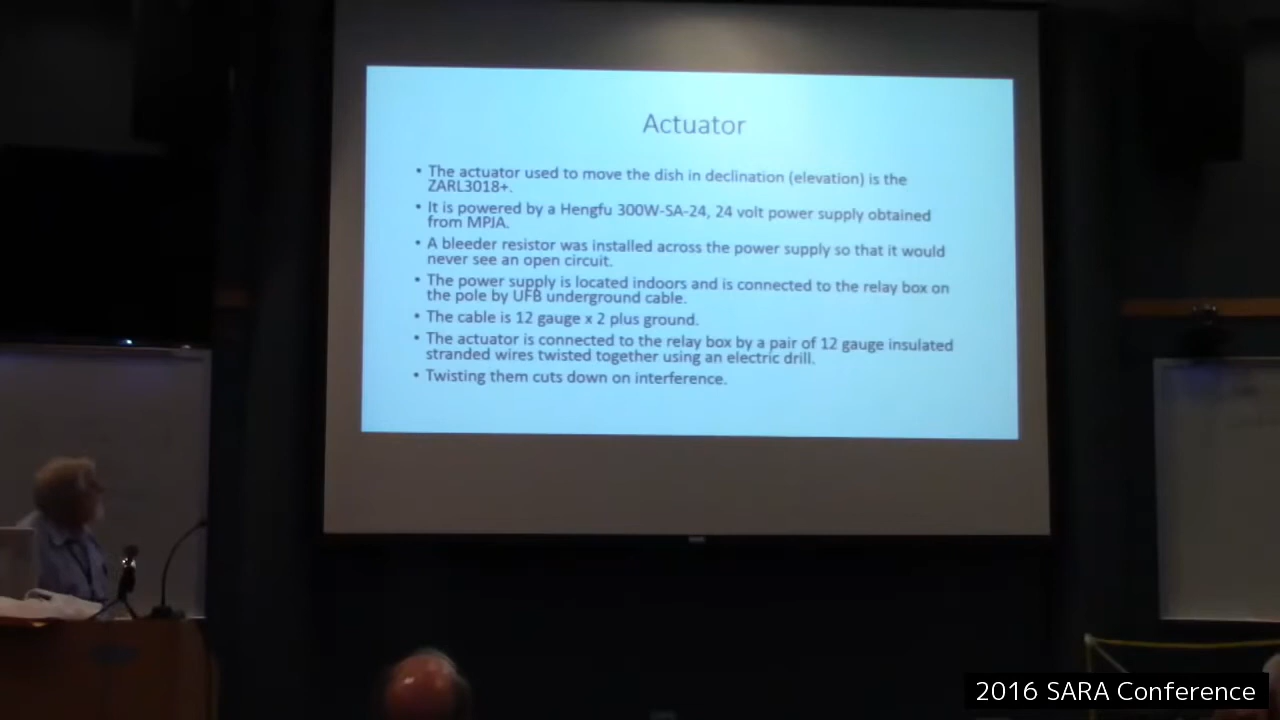 Actuator
• The actuator used to move the dish in declination (elevation) is the
ZARL3018+.
• It is powered by a Hengfu 300W-SA-24, 24 volt power supply obtained
from MPJA.
• A bleeder resistor was installed across the power supply so that it would
never see an open circuit.
• The power supply is located indoors and is connected to the relay box on
the pole by UFB underground cable.
• The cable is 12 gauge x 2 plus ground.
• The actuator is connected to the relay box by a pair of 12 gauge insulated
stranded wires twisted together using an electric drill.
• Twisting them cuts down on interference.
2016 SARA Conference